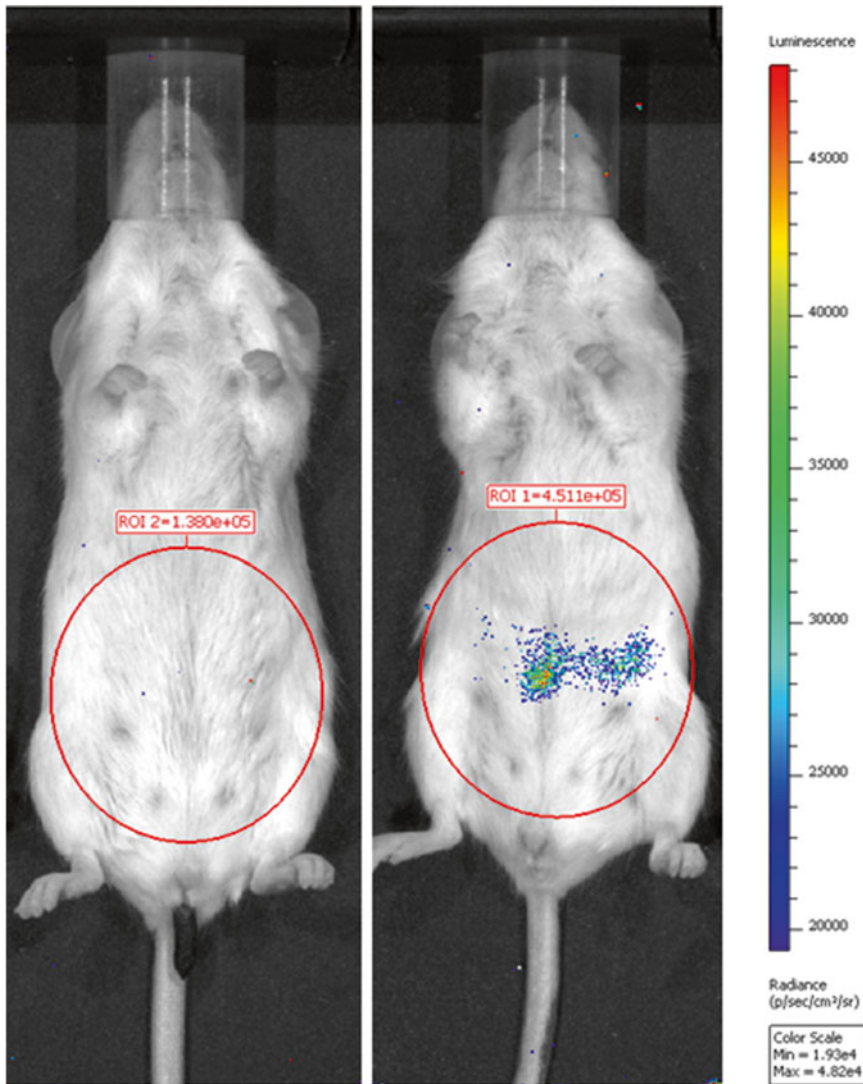 Luminescence
45000
40000
35000
ROI 2=1.380e+05
ROI 1=4.511e+05
30000
25000
20000
Radiance
(p/sec/cm²/sr)
Color Scale
Min = 1.93e4
Max = 4.82e4